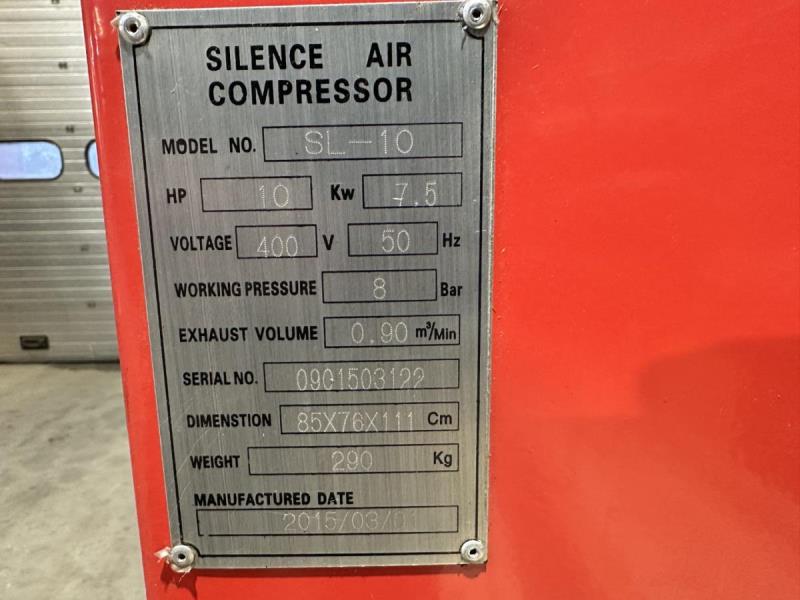 SILENCE AIR
COMPRESSOR
MODEL NO. SL-10
HP 10 Kw 7.5
VOLTAGE 400 V 50 Hz
WORKING PRESSURE 8 Bar
EXHAUST VOLUME 0.90 m³/Min
SERIAL NO. 0901503122
DIMENSTION 85X76X111 Cm
WEIGHT 290 Kg
MANUFACTURED DATE
2015/03/01